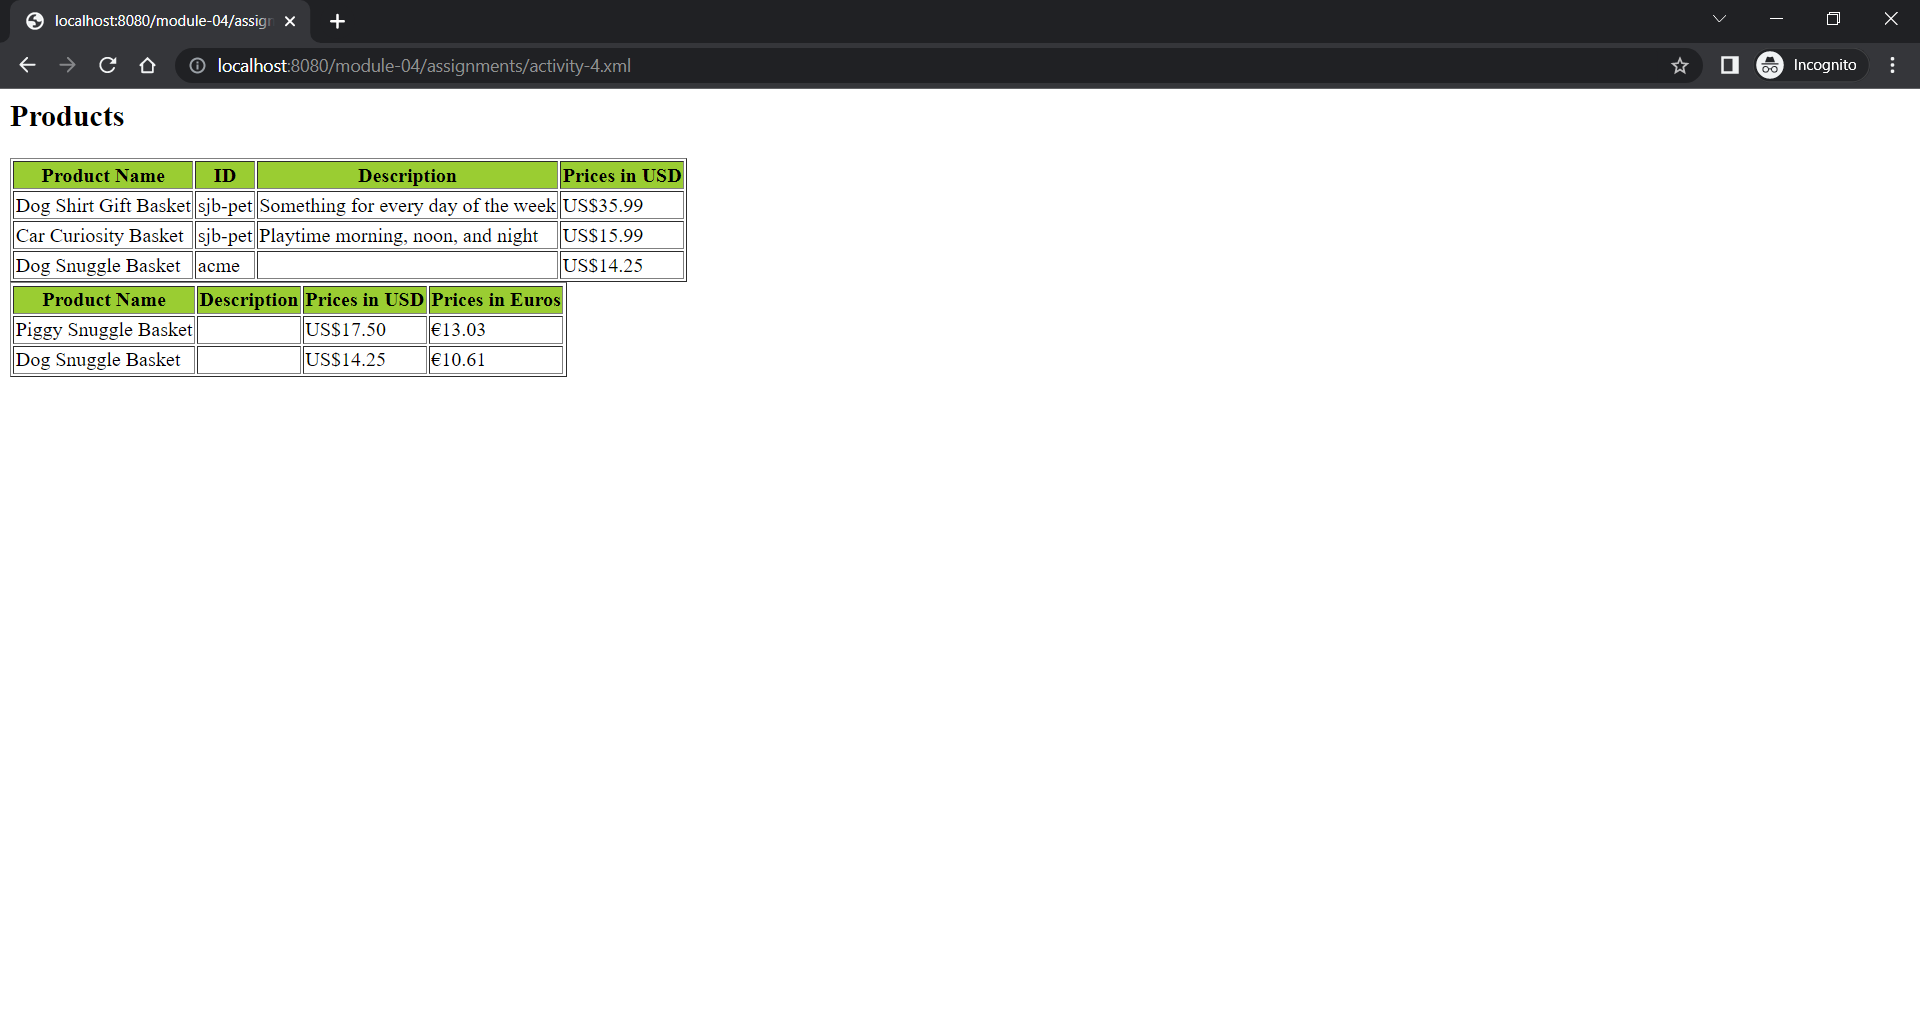 localhost:8080/module-04/assign
localhost:8080/module-04/assignments/activity-4.xml
Incognito
Products
Product Name ID Description Prices in USD
Dog Shirt Gift Basket sjb-pet Something for every day of the week US$35.99
Car Curiosity Basket sjb-pet Playtime morning, noon, and night US$15.99
Dog Snuggle Basket acme US$14.25
Product Name Description Prices in USD Prices in Euros
Piggy Snuggle Basket US$17.50 €13.03
Dog Snuggle Basket US$14.25 €10.61